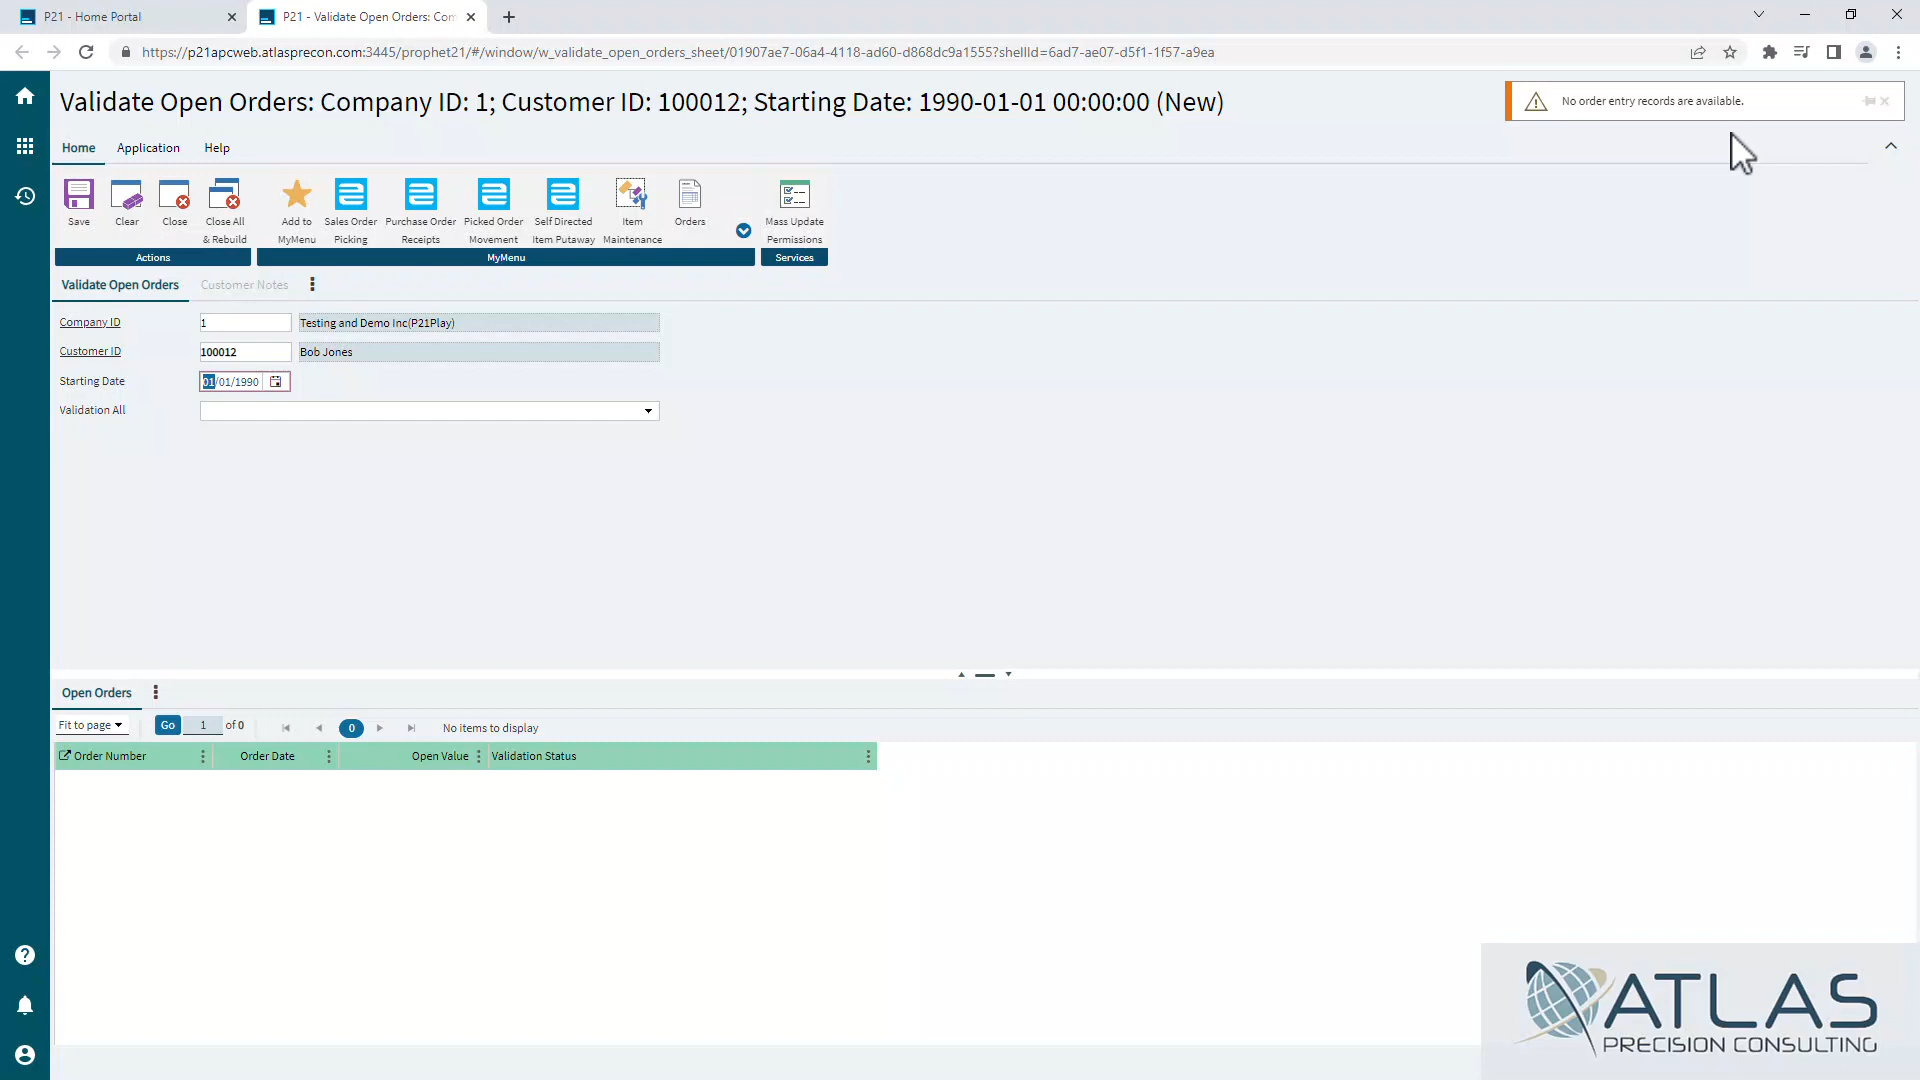 P21 - Home Portal
P21 - Validate Open Orders: Com
https://p21apcweb.atlasprecon.com:3445/prophet21/#/window/w_validate_open_orders_sheet/01907ae7-06a4-4118-ad60-d868dc9a1555?shellId=6ad7-ae07-d5f1-1f57-a9ea
Validate Open Orders: Company ID: 1; Customer ID: 100012; Starting Date: 1990-01-01 00:00:00 (New)
No order entry records are available.
Home Application Help
Save
Clear
Close
Close All
& Rebuild
Add to
MyMenu
Sales Order
Picking
Purchase Order
Receipts
Picked Order
Movement
Self Directed
Item Putaway
Item
Maintenance
Orders
Mass Update
Permissions
Actions
MyMenu
Services
Validate Open Orders Customer Notes
Company ID 1 Testing and Demo Inc(P21Play)
Customer ID 100012 Bob Jones
Starting Date 01/01/1990
Validation All
Open Orders
Fit to page Go 1 of 0 0 No items to display
Order Number Order Date Open Value Validation Status
ATLAS
PRECISION CONSULTING